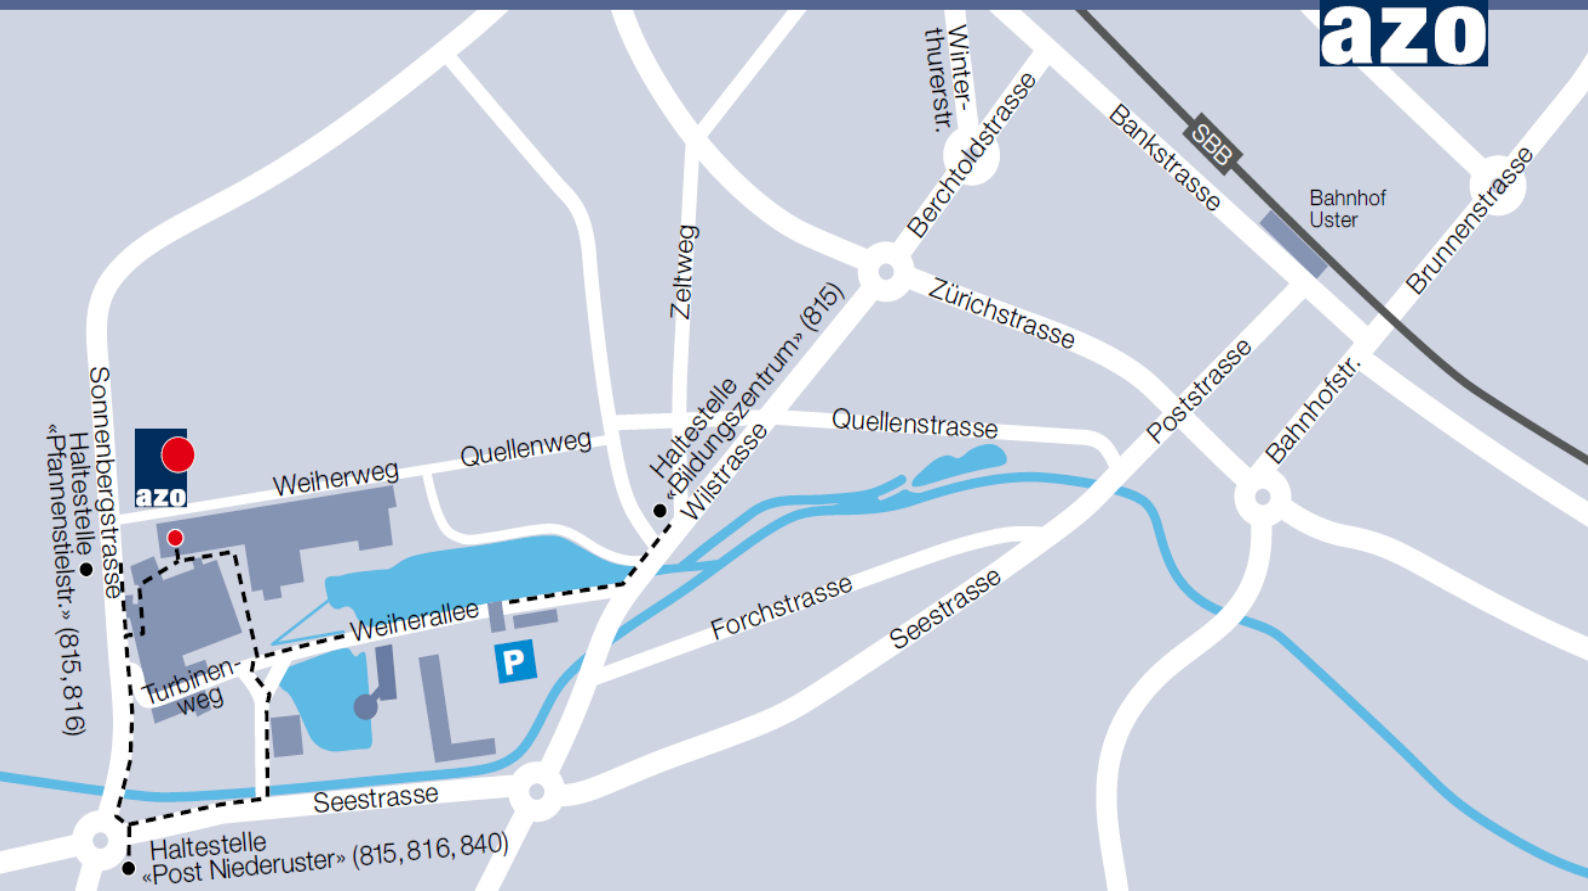 azo
Winter-
thurerstr.
Berchtoldstrasse
Bankstrasse
SBB
Bahnhof
Uster
Brunnenstrasse
Zeltweg
Zürichstrasse
Haltestelle
«Bildungszentrum» (815)
Wilstrasse
Poststrasse
Bahnhofstr.
Quellenstrasse
Quellenweg
Weiherweg
azo
Sonnenbergstrasse
Haltestelle
«Pfannenstielstr.» (815, 816)
Weiherallee
Forchstrasse
Seestrasse
P
Turbinen-
weg
Seestrasse
Haltestelle
«Post Niederuster» (815, 816, 840)